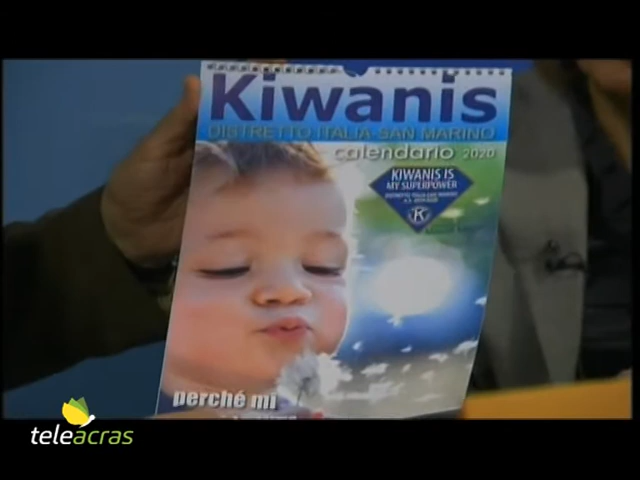 Kiwanis
DISTRETTO ITALIA-SAN MARINO
calendario 2020
KIWANIS IS
MY SUPERPOWER
K
perché mi
teleacras